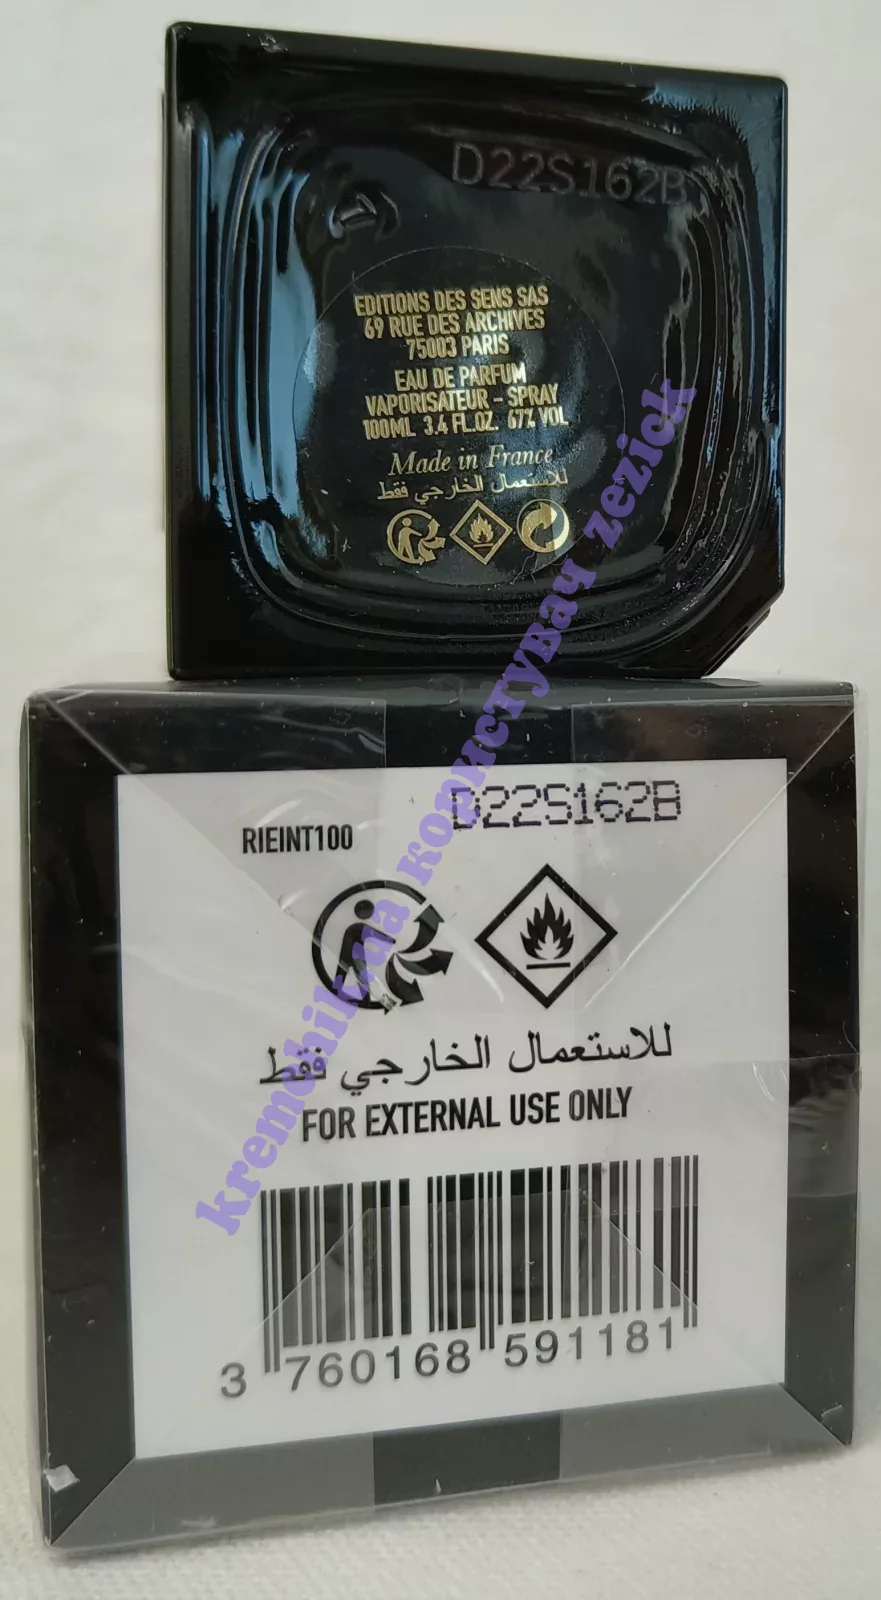 D22S162B
EDITIONS DES SENS SAS
69 RUE DES ARCHIVES
75003 PARIS
EAU DE PARFUM
VAPORISATEUR - SPRAY
100ML 3.4 FL.OZ. 67% VOL
Made in France
للاستعمال الخارجي فقط
RIEINT100
D22S162B
للاستعمال الخارجي فقط
FOR EXTERNAL USE ONLY
3 760168 591181
kremchik.ua користувач zezick